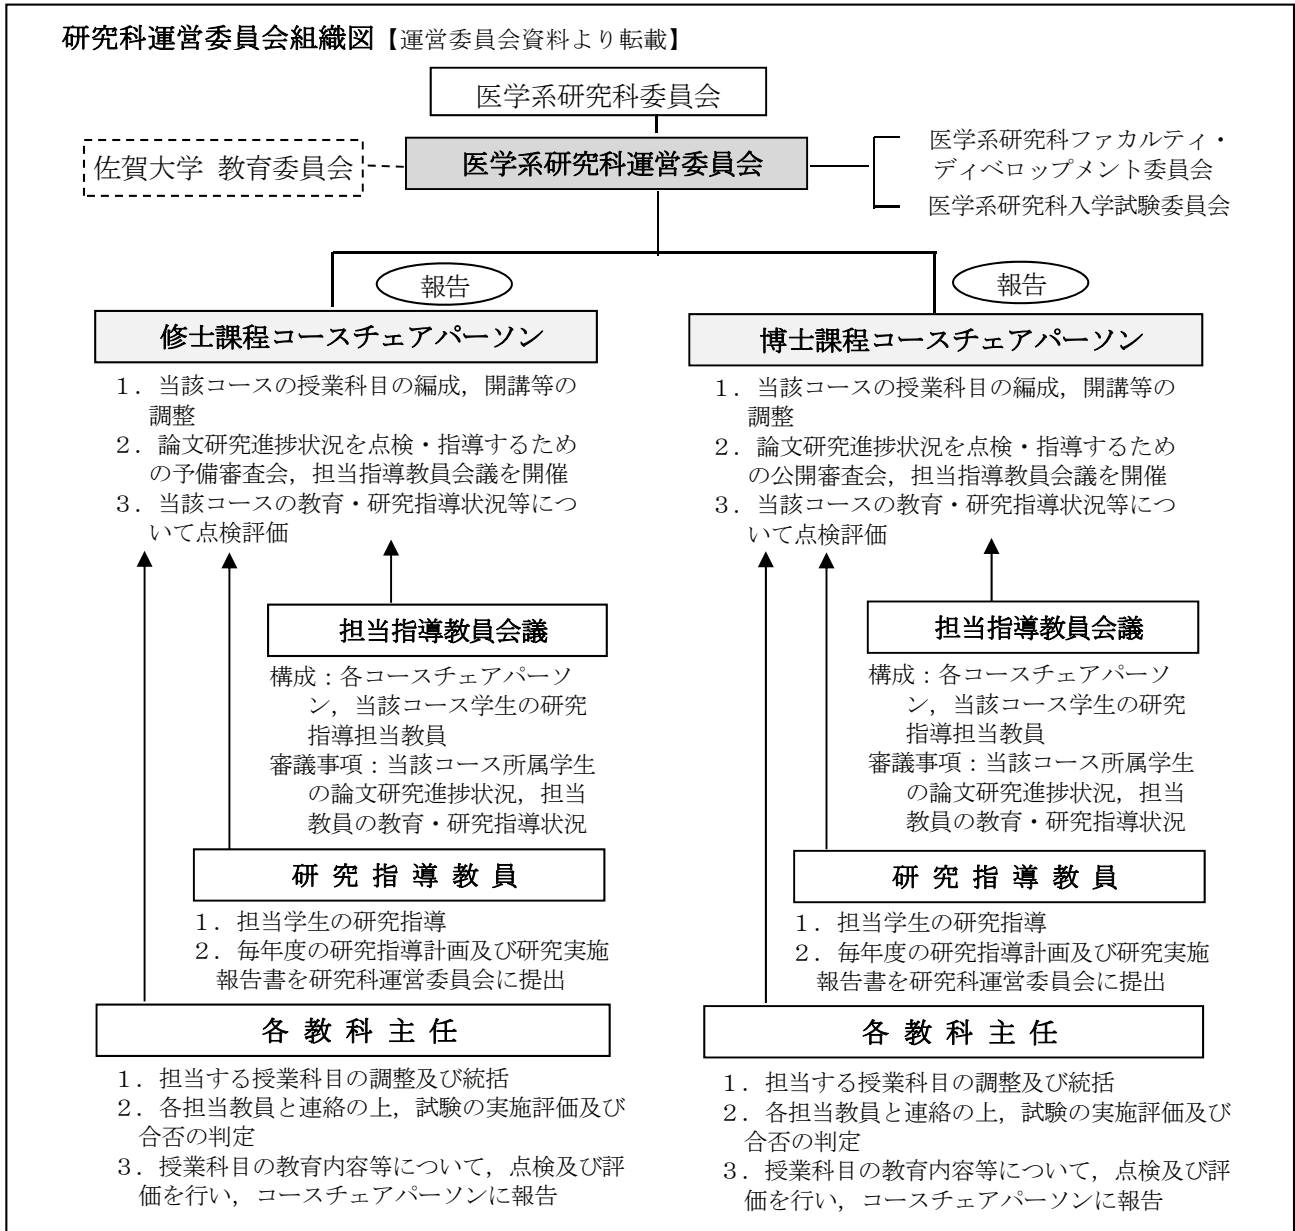 研究科運営委員会組織図【運営委員会資料より転載】
医学系研究科委員会
佐賀大学 教育委員会
医学系研究科運営委員会
医学系研究科ファカルティ・
ディベロップメント委員会
医学系研究科入学試験委員会
報告
修士課程コースチェアパーソン
1．当該コースの授業科目の編成，開講等の
調整
2．論文研究進捗状況を点検・指導するため
の予備審査会，担当指導教員会議を開催
3．当該コースの教育・研究指導状況等につ
いて点検評価
担当指導教員会議
構成：各コースチェアパーソ
ン，当該コース学生の研究
指導担当教員
審議事項：当該コース所属学生
の論文研究進捗状況，担当
教員の教育・研究指導状況
研 究 指 導 教 員
1．担当学生の研究指導
2．毎年度の研究指導計画及び研究実施
報告書を研究科運営委員会に提出
各 教 科 主 任
1．担当する授業科目の調整及び統括
2．各担当教員と連絡の上，試験の実施評価及び
合否の判定
3．授業科目の教育内容等について，点検及び評
価を行い，コースチェアパーソンに報告
報告
博士課程コースチェアパーソン
1．当該コースの授業科目の編成，開講等の
調整
2．論文研究進捗状況を点検・指導するため
の公開審査会，担当指導教員会議を開催
3．当該コースの教育・研究指導状況等につ
いて点検評価
担当指導教員会議
構成：各コースチェアパーソ
ン，当該コース学生の研究
指導担当教員
審議事項：当該コース所属学生
の論文研究進捗状況，担当
教員の教育・研究指導状況
研 究 指 導 教 員
1．担当学生の研究指導
2．毎年度の研究指導計画及び研究実施
報告書を研究科運営委員会に提出
各 教 科 主 任
1．担当する授業科目の調整及び統括
2．各担当教員と連絡の上，試験の実施評価及び
合否の判定
3．授業科目の教育内容等について，点検及び評
価を行い，コースチェアパーソンに報告